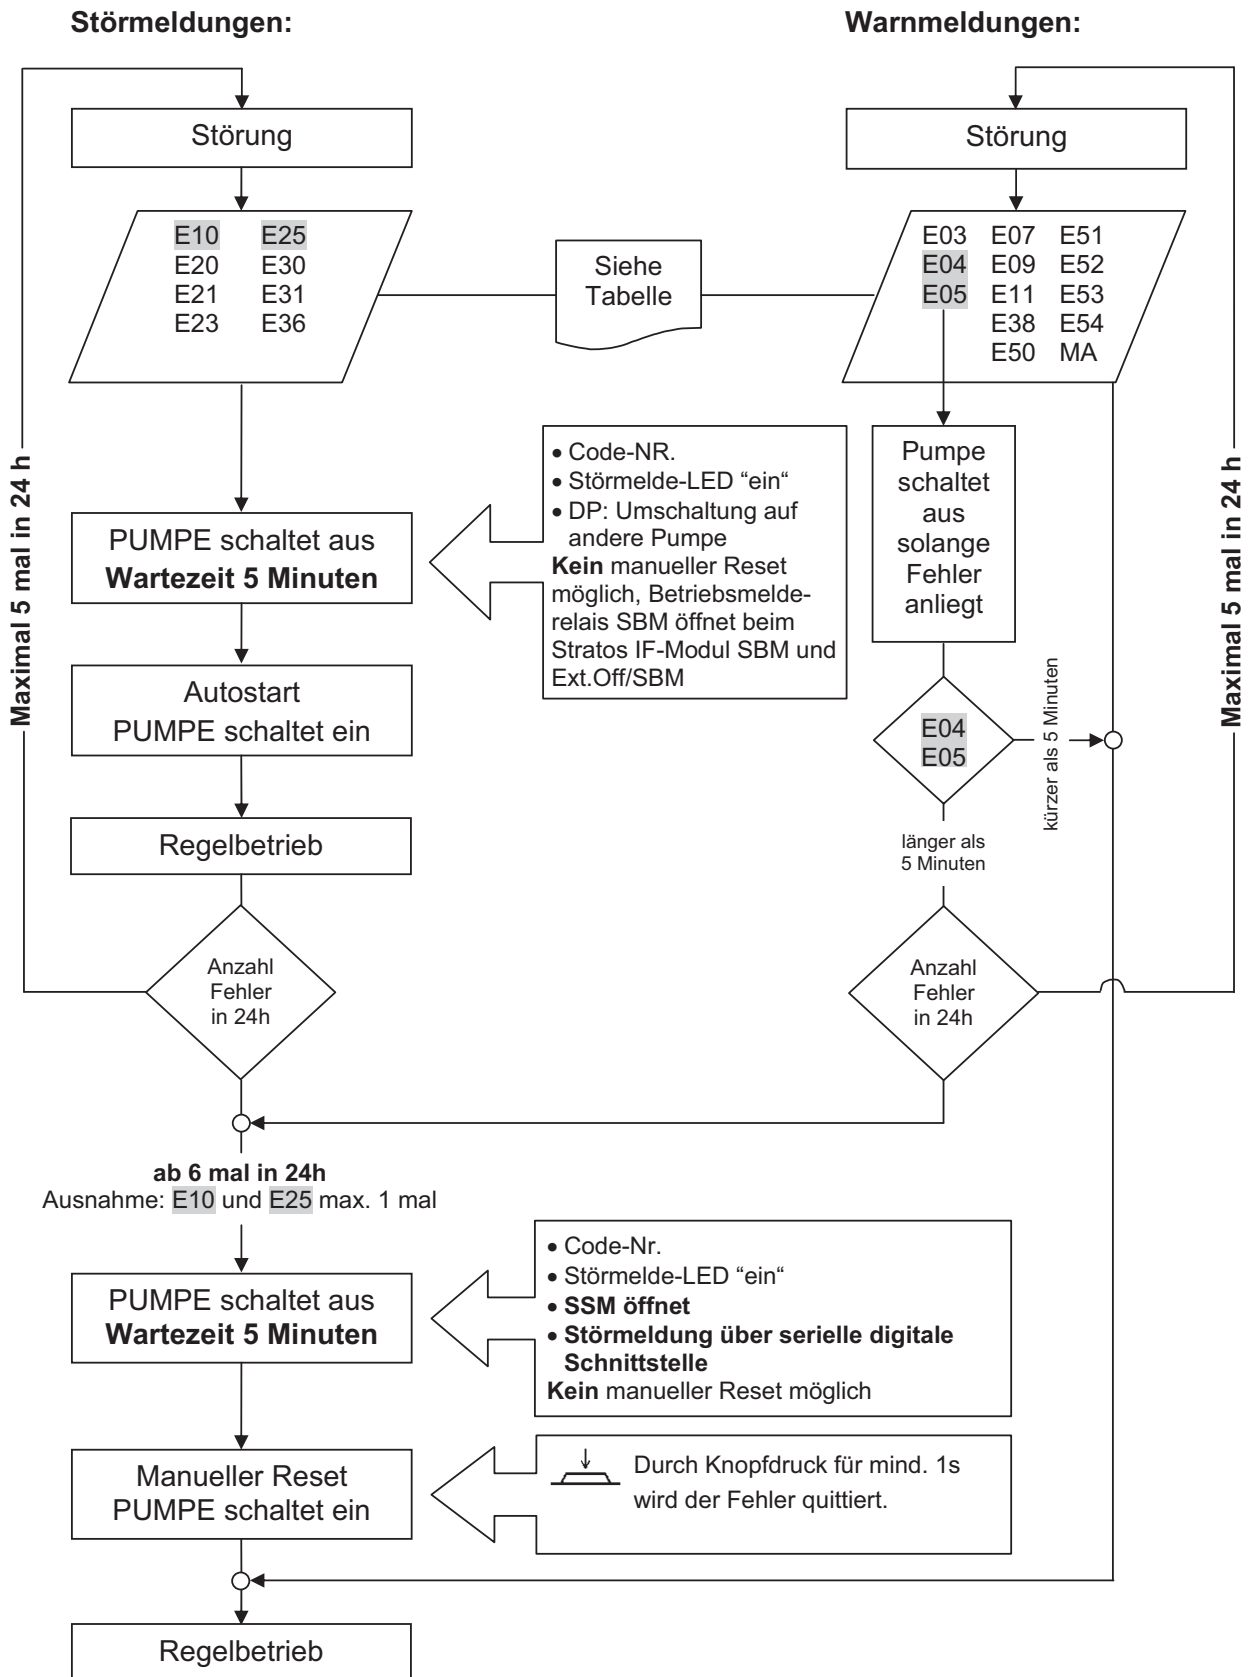 Störmeldungen:
Warnmeldungen:
Störung
E10 E25
E20 E30
E21 E31
E23 E36
Siehe
Tabelle
Störung
E03 E07 E51
E04 E09 E52
E05 E11 E53
E38 E54
E50 MA
Maximal 5 mal in 24 h
PUMPE schaltet aus
Wartezeit 5 Minuten
• Code-NR.
• Störmelde-LED “ein“
• DP: Umschaltung auf
andere Pumpe
Kein manueller Reset
möglich, Betriebsmelde-
relais SBM öffnet beim
Stratos IF-Modul SBM und
Ext.Off/SBM
Pumpe
schaltet
aus
solange
Fehler
anliegt
Maximal 5 mal in 24 h
Autostart
PUMPE schaltet ein
E04
E05
kürzer als 5 Minuten
länger als
5 Minuten
Regelbetrieb
Anzahl
Fehler
in 24h
Anzahl
Fehler
in 24h
ab 6 mal in 24h
Ausnahme: E10 und E25 max. 1 mal
PUMPE schaltet aus
Wartezeit 5 Minuten
• Code-Nr.
• Störmelde-LED “ein“
• SSM öffnet
• Störmeldung über serielle digitale
Schnittstelle
Kein manueller Reset möglich
Manueller Reset
PUMPE schaltet ein
Durch Knopfdruck für mind. 1s
wird der Fehler quittiert.
Regelbetrieb